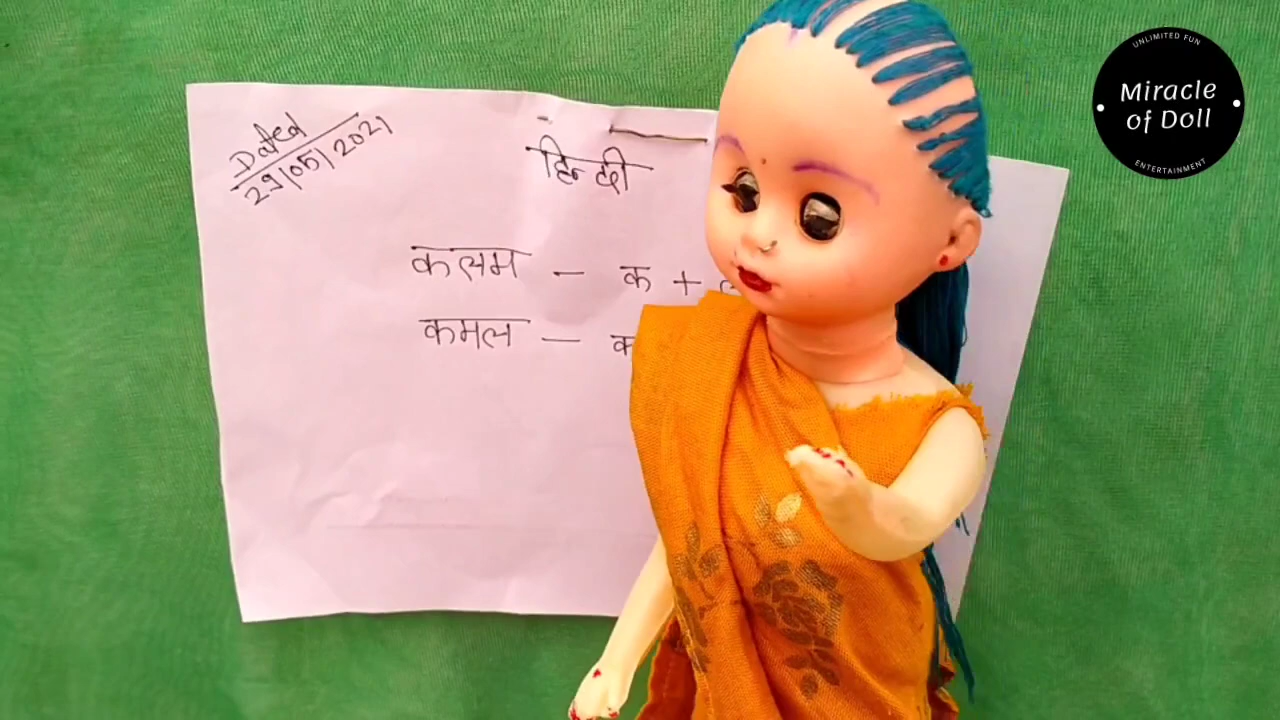 Dated
29/05/2021
हिन्दी
कलम – क + ल
कमल – क
UNLIMITED FUN
Miracle
of Doll
ENTERTAINMENT